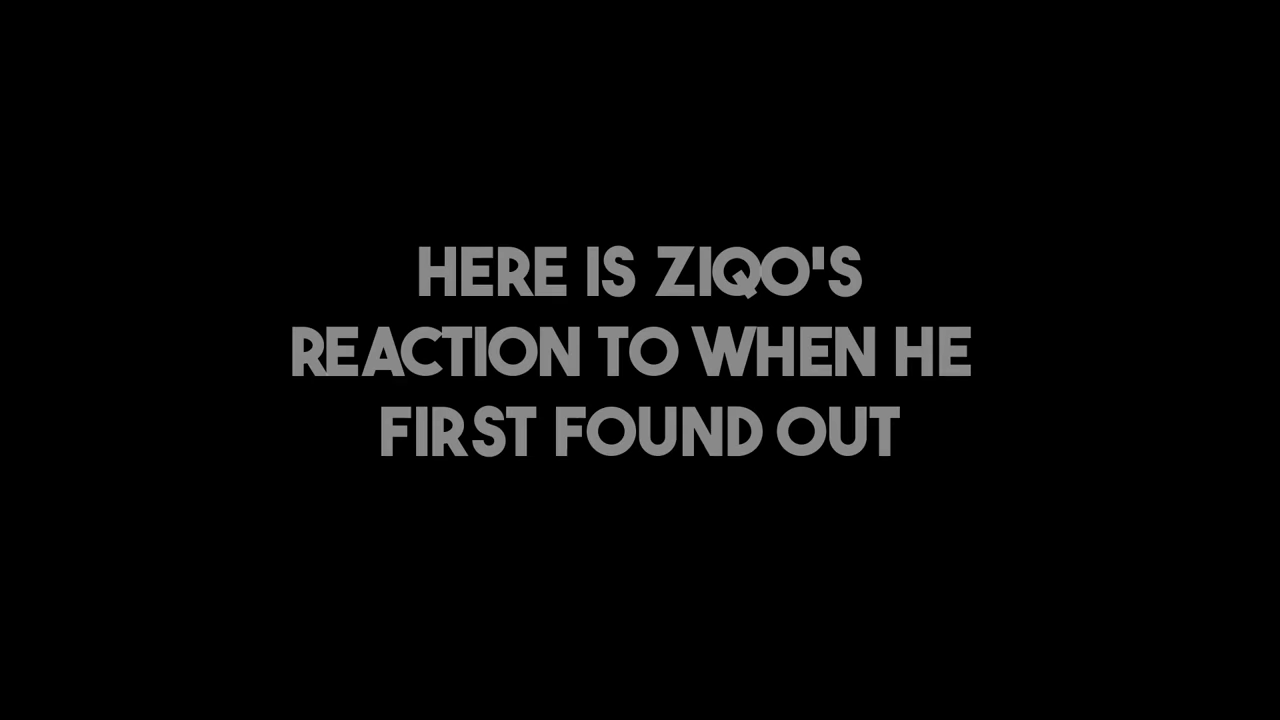 HERE IS ZIQO'S
REACTION TO WHEN HE
FIRST FOUND OUT